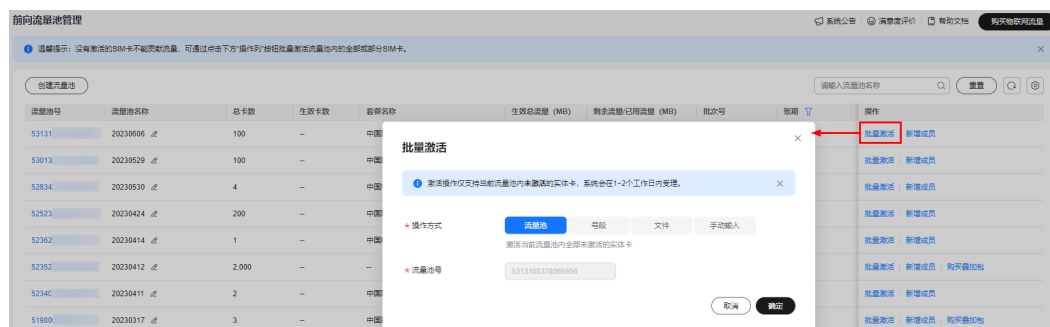 前向流量池管理 系统公告 满意度评价 帮助文档 购买物联网流量
温馨提示：没有激活的SIM卡不能贡献流量，可通过点击下方"操作列"按钮批量激活流量池内的全部或部分SIM卡。
创建流量池 请输入流量池名称 重置
流量池号 流量池名称 总卡数 生效卡数 套餐名称 生效总流量 (MB) 剩余流量/已用流量 (MB) 批次号 账期 操作
53131 20230606 100 -- 中国 批量激活 新增成员
53013 20230529 100 -- 中国 批量激活 新增成员
52834 20230530 4 -- 中国 批量激活 新增成员
52523 20230424 200 -- 中国 批量激活 新增成员
52362 20230414 1 -- 中国 批量激活 新增成员
52352 20230412 2,000 -- -- 批量激活 新增成员 购买叠加包
5234 20230411 2 -- 中国 批量激活 新增成员
51980 20230317 3 -- 中国 批量激活 新增成员 购买叠加包
批量激活
激活操作仅支持当前流量池内未激活的实体卡，系统会在1~2个工作日内受理。
* 操作方式 流量池 号段 文件 手动输入
激活当前流量池内全部未激活的实体卡
* 流量池号 5313168378065856
取消 确定